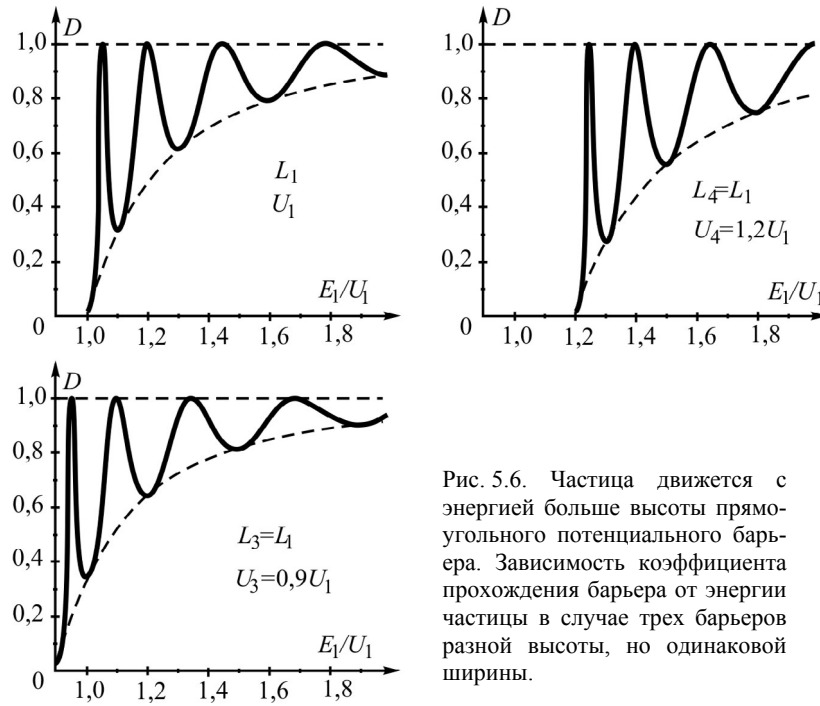 D
1,0
0,8
0,6
0,4
0,2
0
L₁
U₁
E₁/U₁
1,0 1,2 1,4 1,6 1,8
D
1,0
0,8
0,6
0,4
0,2
0
L₄=L₁
U₄=1,2U₁
E₁/U₁
1,0 1,2 1,4 1,6 1,8
D
1,0
0,8
0,6
0,4
0,2
0
L₃=L₁
U₃=0,9U₁
E₁/U₁
1,0 1,2 1,4 1,6 1,8
Рис. 5.6. Частица движется с
энергией больше высоты прямо-
угольного потенциального барь-
ера. Зависимость коэффициента
прохождения барьера от энергии
частицы в случае трех барьеров
разной высоты, но одинаковой
ширины.